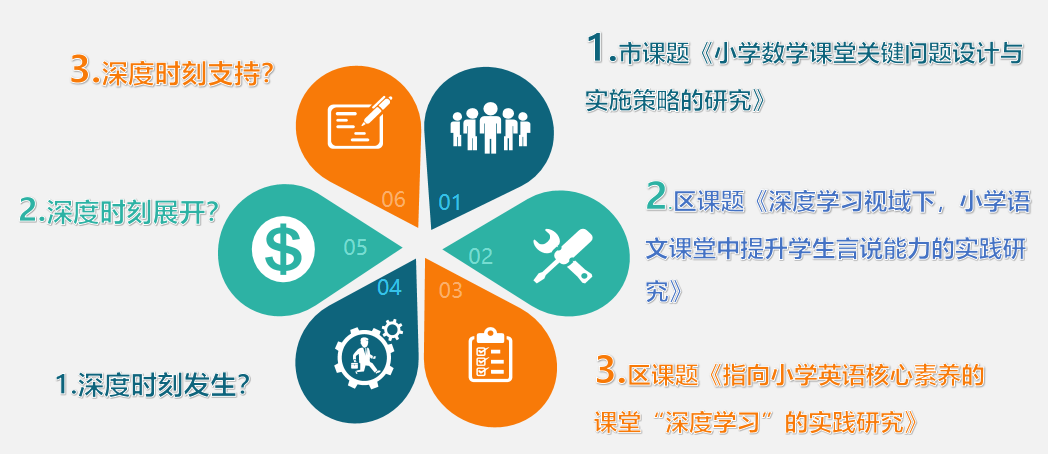 3.深度时刻支持?
2.深度时刻展开?
1.深度时刻发生?
06
01
05
02
04
03
$
1.市课题《小学数学课堂关键问题设计与
实施策略的研究》
2.区课题《深度学习视域下，小学语
文课堂中提升学生言说能力的实践研
究》
3.区课题《指向小学英语核心素养的
课堂“深度学习”的实践研究》